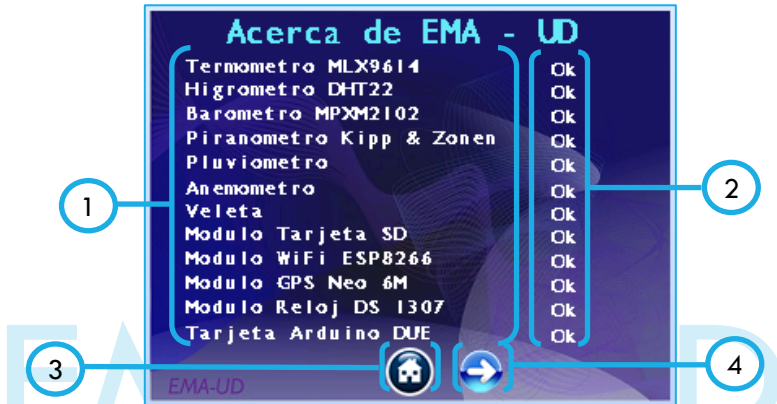 Acerca de EMA - UD
Termometro MLX9614 Ok
Higrometro DHT22 Ok
Barometro MPXM2102 Ok
Piranometro Kipp & Zonen Ok
Pluviometro Ok
Anemometro Ok
Veleta Ok
Modulo Tarjeta SD Ok
Modulo WiFi ESP8266 Ok
Modulo GPS Neo 6M Ok
Modulo Reloj DS 1307 Ok
Tarjeta Arduino DUE Ok
EMA-UD
1
2
3
4